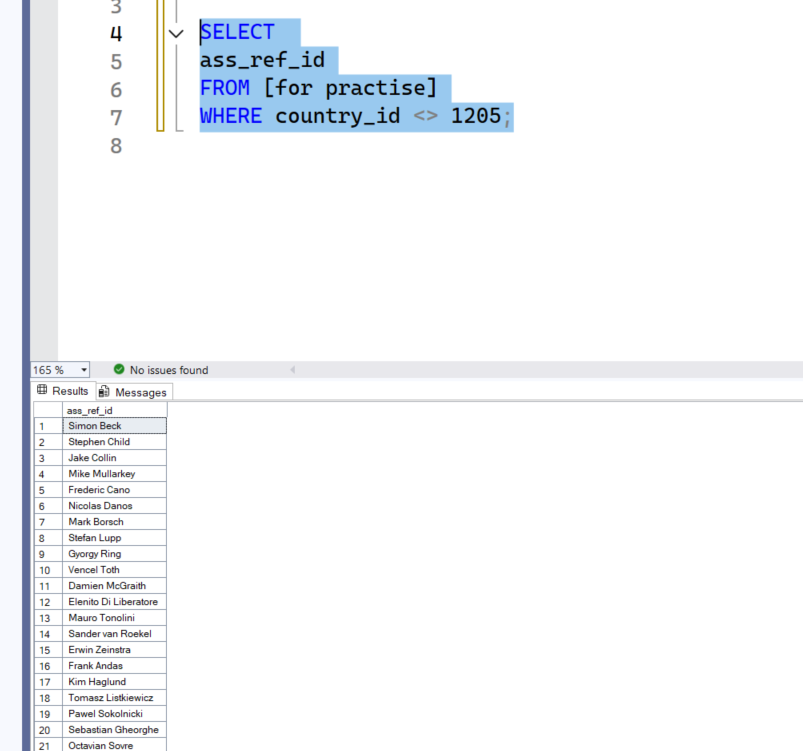 3
4 SELECT
5 ass_ref_id
6 FROM [for practise]
7 WHERE country_id <> 1205;
8
165 % No issues found
Results Messages
ass_ref_id
1 Simon Beck
2 Stephen Child
3 Jake Collin
4 Mike Mullarkey
5 Frederic Cano
6 Nicolas Danos
7 Mark Borsch
8 Stefan Lupp
9 Gyorgy Ring
10 Vencel Toth
11 Damien McGraith
12 Elenito Di Liberatore
13 Mauro Tonolini
14 Sander van Roekel
15 Erwin Zeinstra
16 Frank Andas
17 Kim Haglund
18 Tomasz Listkiewicz
19 Pawel Sokolnicki
20 Sebastian Gheorghe
21 Octavian Sovre